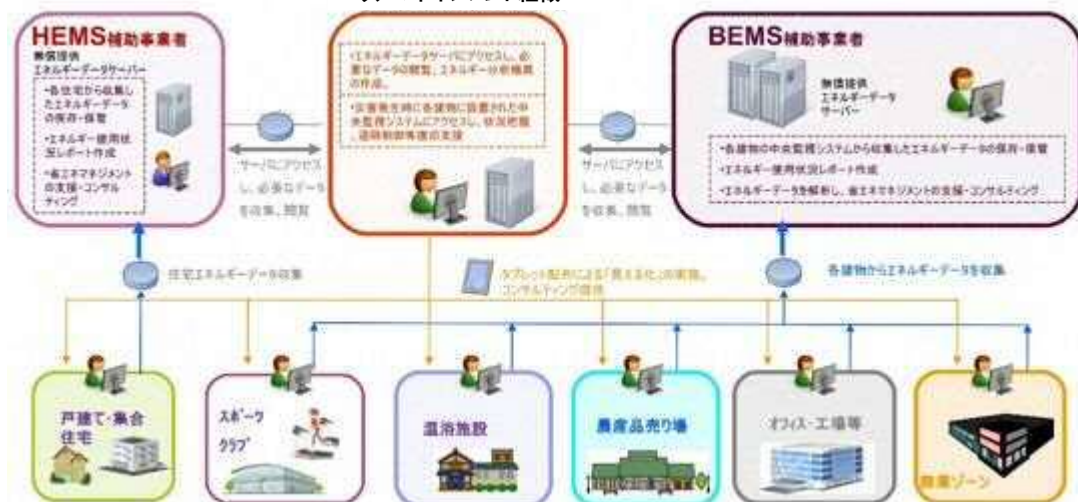 HEMS補助事業者
無償提供
エネルギーデータサーバー
・各住宅から収集し
たエネルギーデータ
の保存・保管
・エネルギー使用状
況レポート作成
・省エネマネジメント
の支援・コンサル
ティング
・エネルギーデータサーバにアクセスし、必
要なデータの閲覧、エネルギー分析
の作成。
・災害発生時に各建物に設置された中
央監視システムにアクセスし、状況把握
の支援
サーバにアクセス
し、必要なデータ
を収集、閲覧
サーバにアクセス
し、必要なデータ
を収集、閲覧
BEMS補助事業者
無償提供
エネルギーデータ
サーバー
・各建物の中央監視システムから収集したエネルギーデータの保存・保管
・エネルギー使用状況レポート作成
・エネルギーデータを解析し、省エネマネジメントの支援・コンサルティング
住宅エネルギーデータ収集
タブレット配布による「見える化」の実施。
コンサルティング提供
各建物からエネルギーデータを収集
戸建て・集合
住宅
スポーツ
クラブ
温浴施設
農産品売り場
オフィス・工場等
商業ゾーン